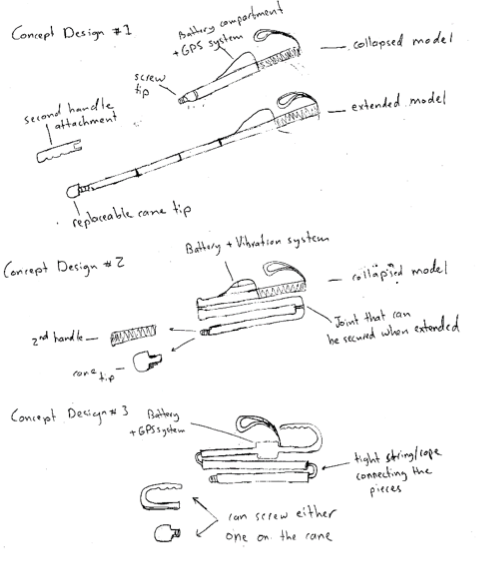 Concept Design #1
Battery compartment
+ GPS system
collapsed model
screw
tip
second handle
attachment
extended model
replaceable cane tip
Concept Design #2
Battery + Vibration system
collapsed model
2nd handle
Joint that can
be secured when extended
cane tip
Concept Design #3
Battery
+ GPS system
tight string/rope
connecting the
pieces
can screw either
one on the cane